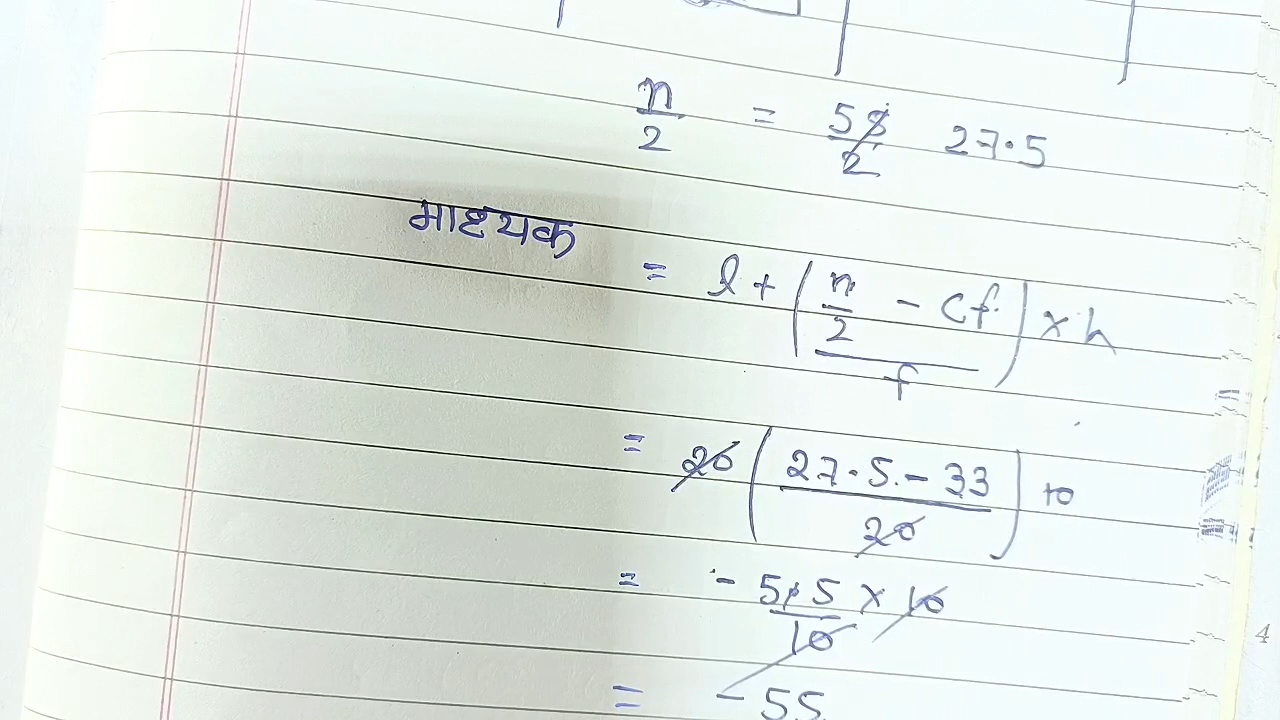 n/2 = 55/2 27.5
माध्यक
= l + (n/2 - cf / f) × h
= 20 (27.5 - 33 / 20) 10
= - 5.5/10 × 10
= - 55
4